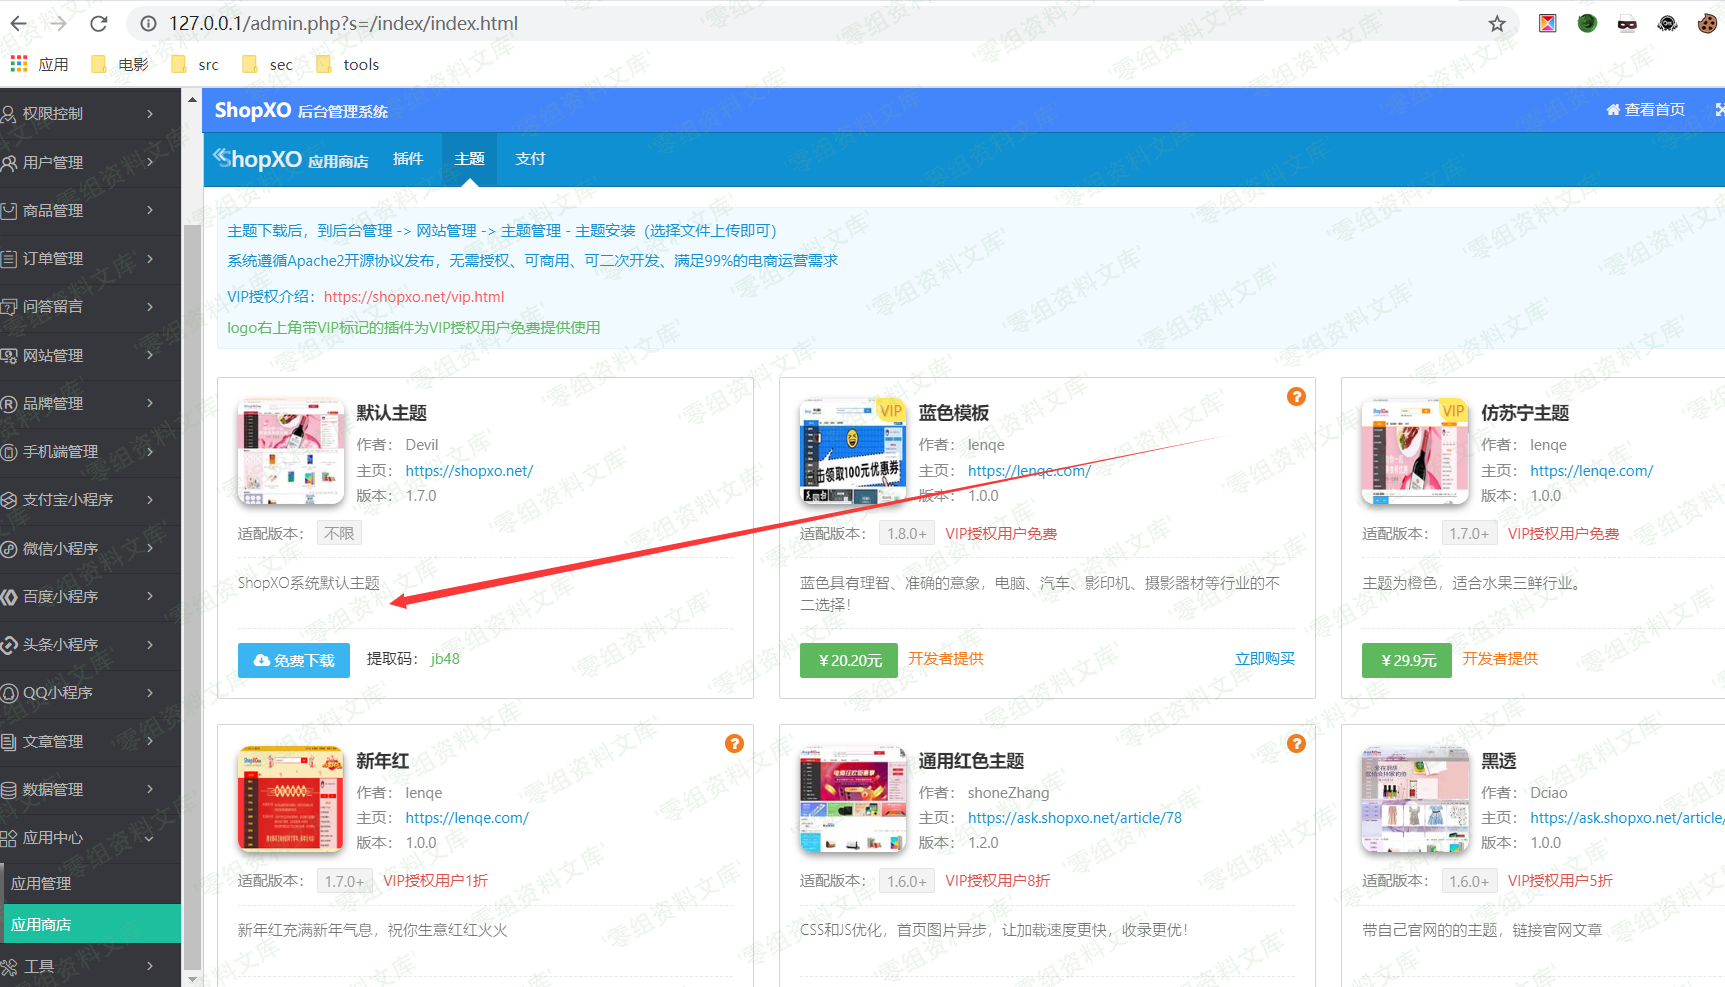 127.0.0.1/admin.php?s=/index/index.html
应用 电影 src sec tools
权限控制
用户管理
商品管理
订单管理
问答留言
网站管理
品牌管理
手机端管理
支付宝小程序
微信小程序
百度小程序
头条小程序
QQ小程序
文章管理
数据管理
应用中心
应用管理
应用商店
工具
ShopXO 后台管理系统 查看首页
ShopXO 应用商店 插件 主题 支付
主题下载后，到后台管理 -> 网站管理 -> 主题管理 - 主题安装（选择文件上传即可）
系统遵循Apache2开源协议发布，无需授权、可商用、可二次开发、满足99%的电商运营需求
VIP授权介绍：https://shopxo.net/vip.html
logo右上角带VIP标记的插件为VIP授权用户免费提供使用
默认主题
作者： Devil
主页： https://shopxo.net/
版本： 1.7.0
适配版本： 不限
ShopXO系统默认主题
免费下载 提取码： jb48
VIP
击领取100元优惠券
蓝色模板
作者： lenqe
主页： https://lenqe.com/
版本： 1.0.0
适配版本： 1.8.0+ VIP授权用户免费
蓝色具有理智、准确的意象，电脑、汽车、影印机、摄影器材等行业的不
二选择！
￥20.20元 开发者提供 立即购买
VIP
仿苏宁主题
作者： lenqe
主页： https://lenqe.com/
版本： 1.0.0
适配版本： 1.7.0+ VIP授权用户免费
主题为橙色，适合水果三鲜行业。
￥29.9元 开发者提供
新年红
作者： lenqe
主页： https://lenqe.com/
版本： 1.0.0
适配版本： 1.7.0+ VIP授权用户1折
新年红充满新年气息，祝你生意红红火火
通用红色主题
作者： shoneZhang
主页： https://ask.shopxo.net/article/78
版本： 1.2.0
适配版本： 1.6.0+ VIP授权用户8折
CSS和JS优化，首页图片异步，让加载速度更快，收录更优！
黑透
作者： Dciao
主页： https://ask.shopxo.net/article/
版本： 1.0.0
适配版本： 1.6.0+ VIP授权用户5折
带自己官网的的主题，链接官网文章
'零组资料文库'